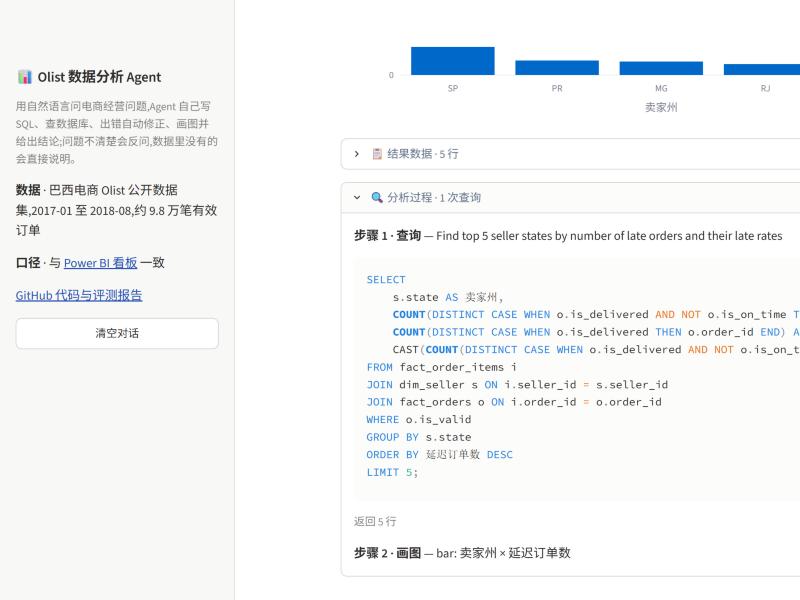 Olist 数据分析 Agent
用自然语言问电商经营问题,Agent 自己写
SQL、查数据库、出错自动修正、画图并
给出结论;问题不清楚会反问,数据里没有的
会直接说明。
数据 · 巴西电商 Olist 公开数据
集,2017-01 至 2018-08,约 9.8 万笔有效
订单
口径 · 与 Power BI 看板 一致
GitHub 代码与评测报告
清空对话
0
SP PR MG RJ
卖家州
结果数据 · 5 行
分析过程 · 1 次查询
步骤 1 · 查询 — Find top 5 seller states by number of late orders and their late rates
SELECT
s.state AS 卖家州,
COUNT(DISTINCT CASE WHEN o.is_delivered AND NOT o.is_on_time T
COUNT(DISTINCT CASE WHEN o.is_delivered THEN o.order_id END) A
CAST(COUNT(DISTINCT CASE WHEN o.is_delivered AND NOT o.is_on_t
FROM fact_order_items i
JOIN dim_seller s ON i.seller_id = s.seller_id
JOIN fact_orders o ON i.order_id = o.order_id
WHERE o.is_valid
GROUP BY s.state
ORDER BY 延迟订单数 DESC
LIMIT 5;
返回 5 行
步骤 2 · 画图 — bar: 卖家州 × 延迟订单数